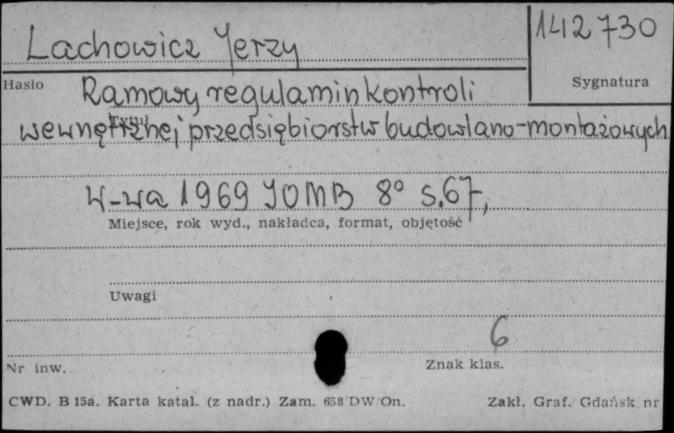 Lachowicz Jerzy
142730
Hasło
Sygnatura
Ramowy regulamin kontroli
wewnętrznej przedsiębiorstw budowlano-montażowych
W-wa 1969 IOMB 8° s.67,
Miejsce, rok wyd., nakładca, format, objętość
Uwagi
6
Nr inw.
Znak klas.
CWD. B 15a. Karta katal. (z nadr.) Zam. 658/DW/On.
Zakł. Graf. Gdańsk nr